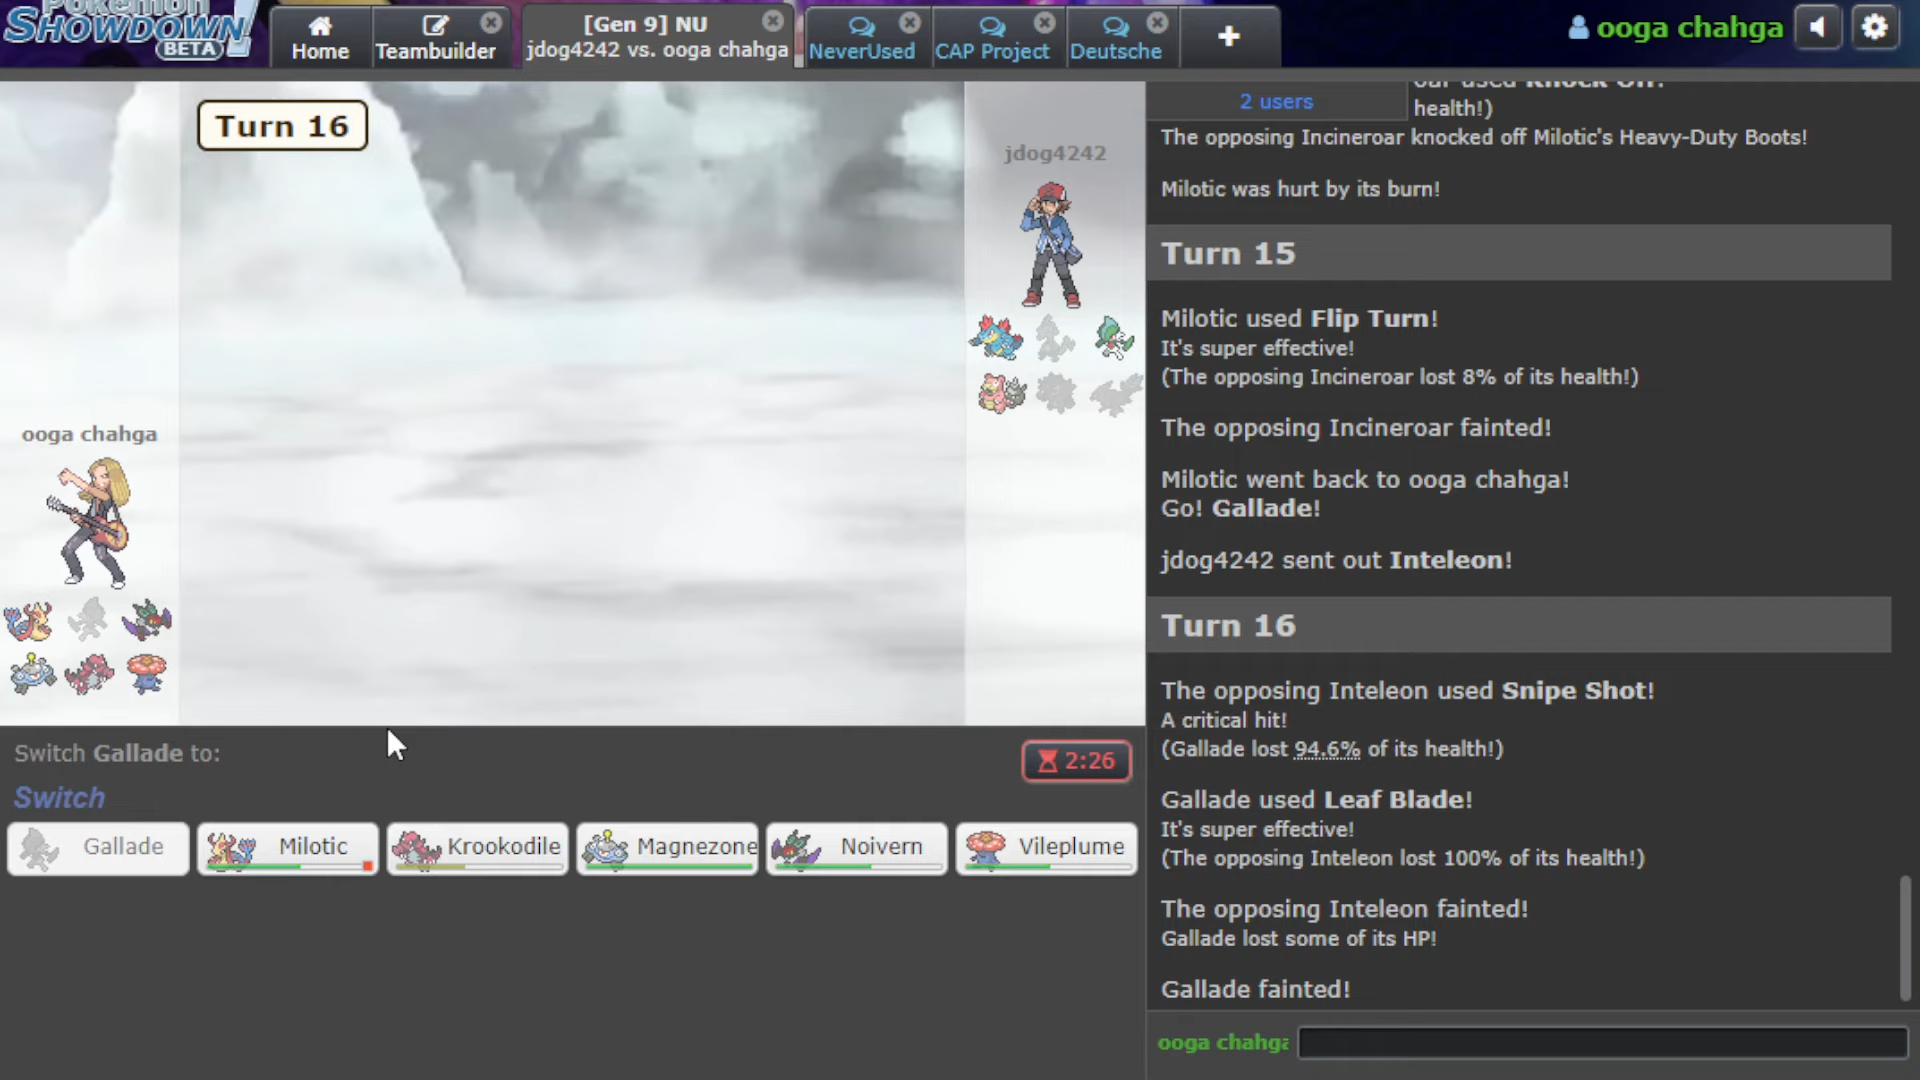 Pokémon
SHOWDOWN!
BETA
Home
Teambuilder
[Gen 9] NU
jdog4242 vs. ooga chahga
NeverUsed
CAP Project
Deutsche
+
ooga chahga
Turn 16
jdog4242
ooga chahga
Switch Gallade to:
2:26
Switch
Gallade
Milotic
Krookodile
Magnezone
Noivern
Vileplume
2 users
oar used Knock Off!
health!)
The opposing Incineroar knocked off Milotic's Heavy-Duty Boots!
Milotic was hurt by its burn!
Turn 15
Milotic used Flip Turn!
It's super effective!
(The opposing Incineroar lost 8% of its health!)
The opposing Incineroar fainted!
Milotic went back to ooga chahga!
Go! Gallade!
jdog4242 sent out Inteleon!
Turn 16
The opposing Inteleon used Snipe Shot!
A critical hit!
(Gallade lost 94.6% of its health!)
Gallade used Leaf Blade!
It's super effective!
(The opposing Inteleon lost 100% of its health!)
The opposing Inteleon fainted!
Gallade lost some of its HP!
Gallade fainted!
ooga chahga